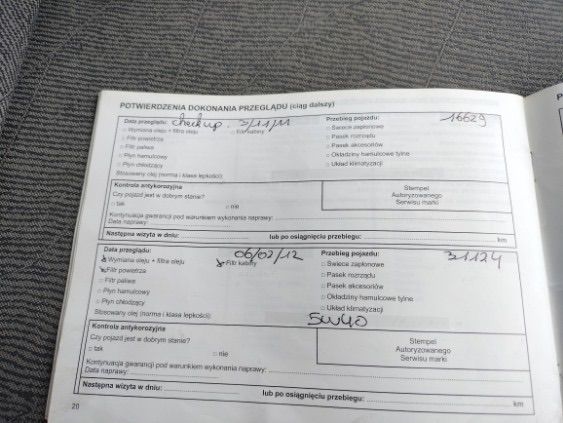 POTWIERDZENIA DOKONANIA PRZEGLĄDU (ciąg dalszy)
Data przeglądu: checkup. 3/11/11 Przebieg pojazdu: 16629
□ Wymiana oleju + filtra oleju □ Filtr kabiny □ Świece zapłonowe
□ Filtr powietrza □ Pasek rozrządu
□ Filtr paliwa □ Pasek akcesoriów
□ Płyn hamulcowy □ Okładziny hamulcowe tylne
□ Płyn chłodzący □ Układ klimatyzacji
Stosowany olej (norma i klasa lepkości):
Kontrola antykorozyjna Stempel
Czy pojazd jest w dobrym stanie? Autoryzowanego
□ tak □ nie Serwisu marki
Kontynuacja gwarancji pod warunkiem wykonania naprawy:
Data naprawy:
Następna wizyta w dniu: lub po osiągnięciu przebiegu: km
Data przeglądu: 06/02/12 Przebieg pojazdu: 31124
Wymiana oleju + filtra oleju Filtr kabiny □ Świece zapłonowe
Filtr powietrza □ Pasek rozrządu
□ Filtr paliwa □ Pasek akcesoriów
□ Płyn hamulcowy □ Okładziny hamulcowe tylne
□ Płyn chłodzący □ Układ klimatyzacji
Stosowany olej (norma i klasa lepkości): 5W40
Kontrola antykorozyjna Stempel
Czy pojazd jest w dobrym stanie? Autoryzowanego
□ tak □ nie Serwisu marki
Kontynuacja gwarancji pod warunkiem wykonania naprawy:
Data naprawy:
Następna wizyta w dniu: lub po osiągnięciu przebiegu: km
20